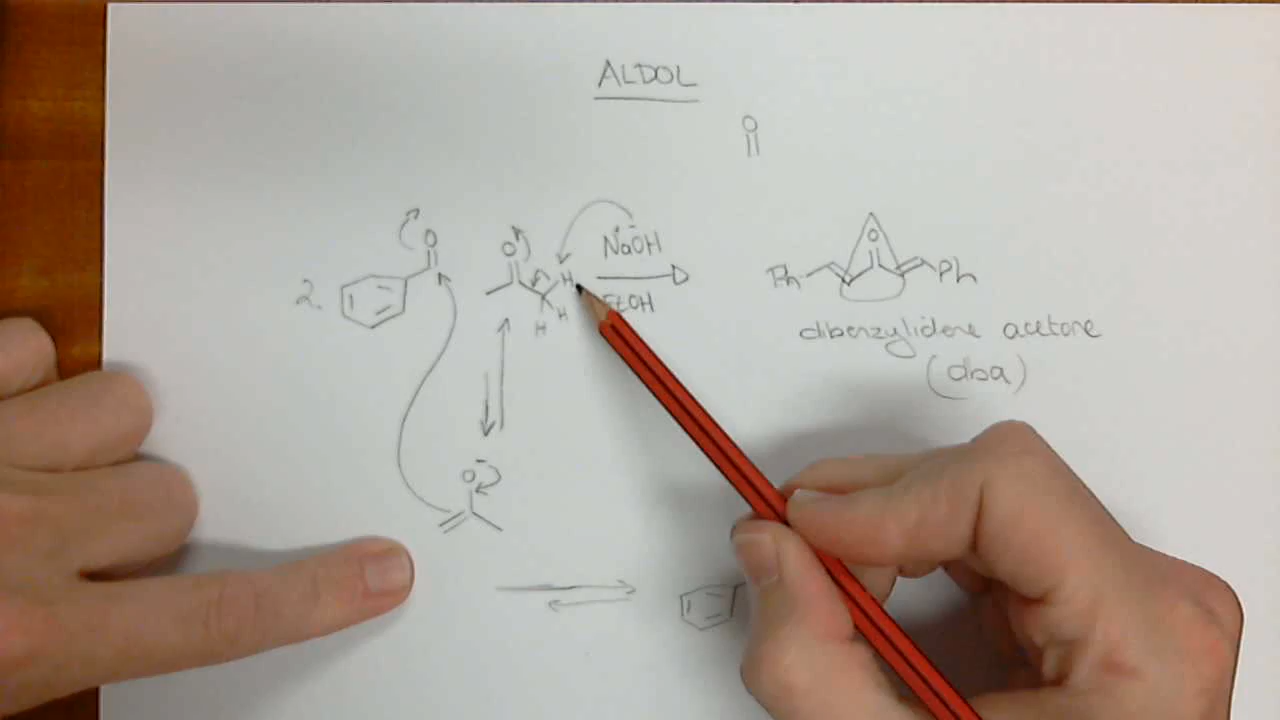 ALDOL
O
2.
O
O
H
H
H
NaOH
EtOH
O
Ph
Ph
dibenzylidene acetone
(dba)
O⁻